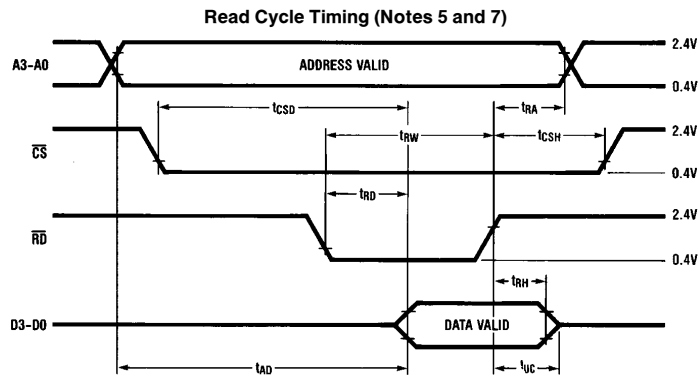 Read Cycle Timing (Notes 5 and 7)
A3-A0
ADDRESS VALID
2.4V
0.4V
tCSD
tRA
tRW
tCSH
CS
2.4V
0.4V
tRD
RD
2.4V
0.4V
tRH
D3-D0
DATA VALID
tAD
tUC